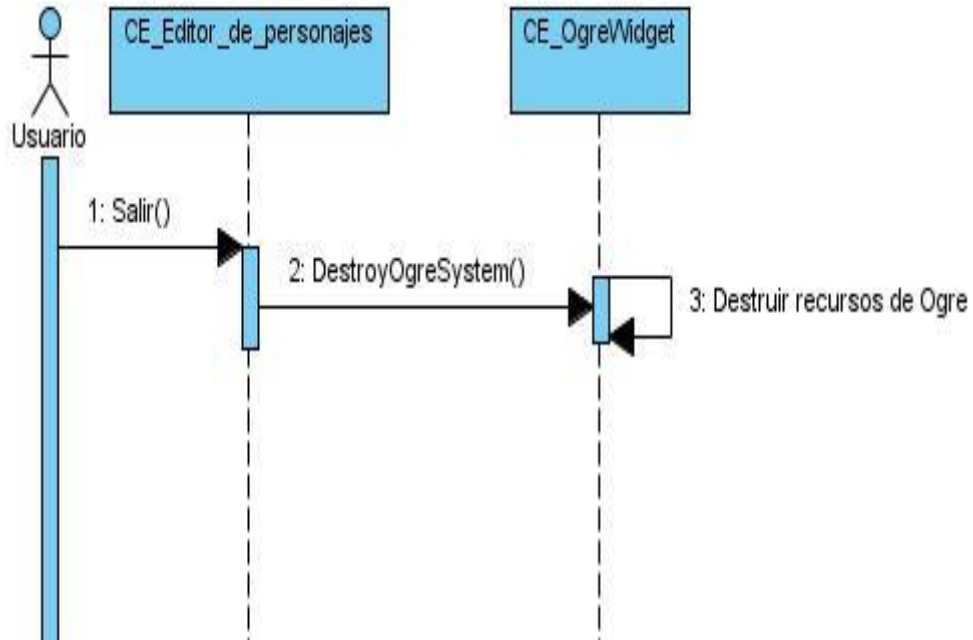 CE_Editor_de_personajes
CE_OgreWidget
Usuario
1: Salir()
2: DestroyOgreSystem()
3: Destruir recursos de Ogre